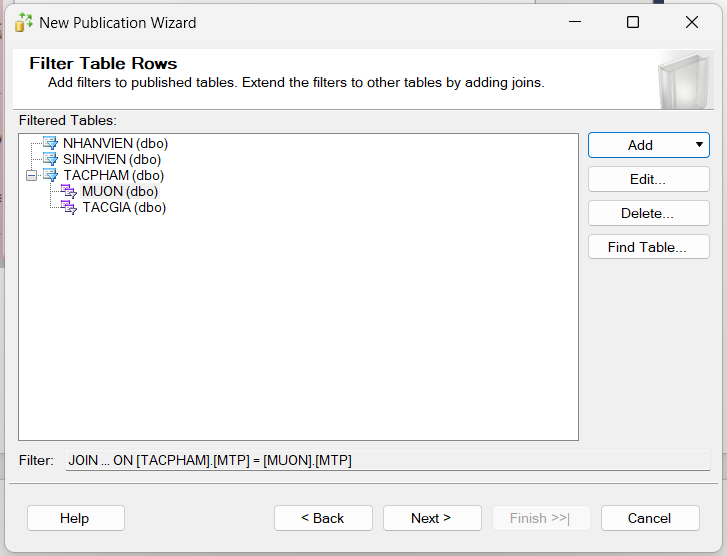 New Publication Wizard
Filter Table Rows
Add filters to published tables. Extend the filters to other tables by adding joins.
Filtered Tables:
NHANVIEN (dbo)
SINHVIEN (dbo)
TACPHAM (dbo)
MUON (dbo)
TACGIA (dbo)
Add
Edit...
Delete...
Find Table...
Filter: JOIN ... ON [TACPHAM].[MTP] = [MUON].[MTP]
Help < Back Next > Finish >>| Cancel